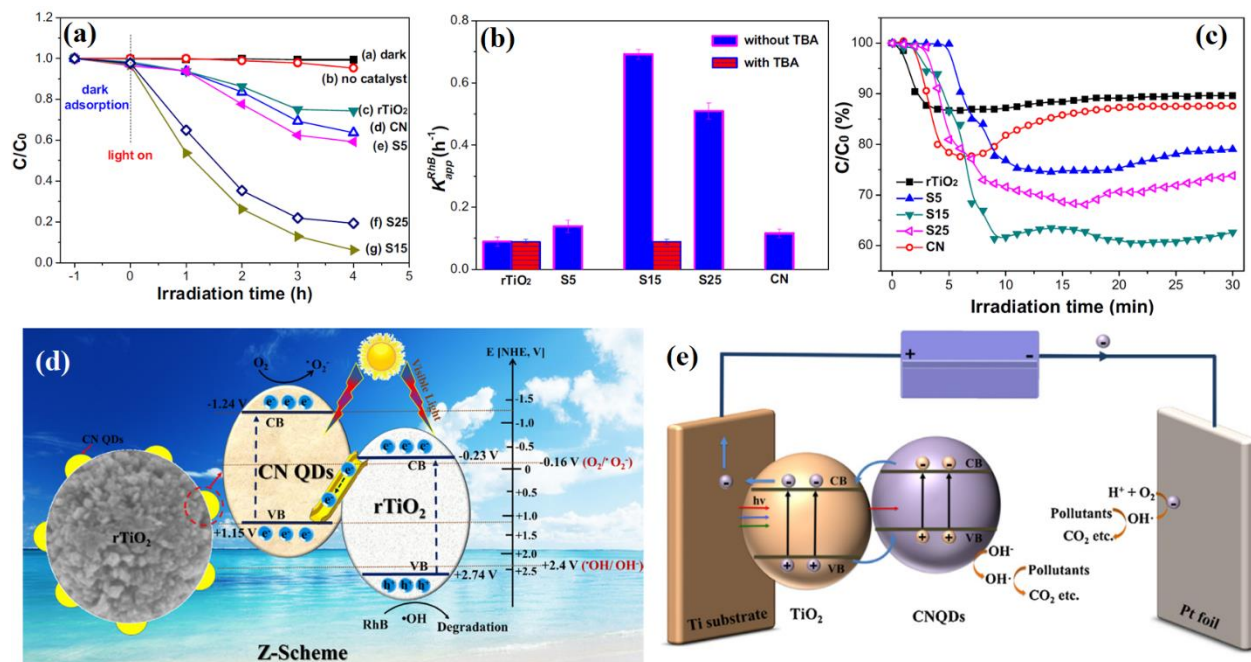 (a)
C/C₀
1.2
1.0
0.8
0.6
0.4
0.2
0.0
dark adsorption
light on
(a) dark
(b) no catalyst
(c) rTiO₂
(d) CN
(e) S5
(f) S25
(g) S15
-1 0 1 2 3 4 5
Irradiation time (h)
(b)
K_app^RhB (h⁻¹)
0.8
0.6
0.4
0.2
0.0
without TBA
with TBA
rTiO₂ S5 S15 S25 CN
(c)
C/C₀ (%)
100
90
80
70
60
rTiO₂
S5
S15
S25
CN
0 5 10 15 20 25 30
Irradiation time (min)
(d)
E [NHE, V]
O₂ •O₂⁻
Visible Light
-1.24 V
CB
e⁻ e⁻ e⁻
CN QDs
CN QDs
rTiO₂
VB
+1.15 V
e⁻ e⁻ e⁻
e⁻
e⁻
e⁻ e⁻ e⁻
CB
-0.23 V
rTiO₂
VB
+2.74 V
h⁺ h⁺ h⁺
RhB •OH Degradation
-1.5
-1.0
-0.5
-0.16 V (O₂/•O₂⁻)
0
+0.5
+1.0
+1.5
+2.0
+2.4 V (•OH/ OH⁻)
+2.5
Z-Scheme
(e)
+ -
-
Ti substrate
-
hv
- -
CB
VB
+ +
TiO₂
- -
CB
VB
+ +
CNQDs
OH⁻
OH·
Pollutants
CO₂ etc.
H⁺ + O₂
-
Pollutants
OH·
CO₂ etc.
Pt foil